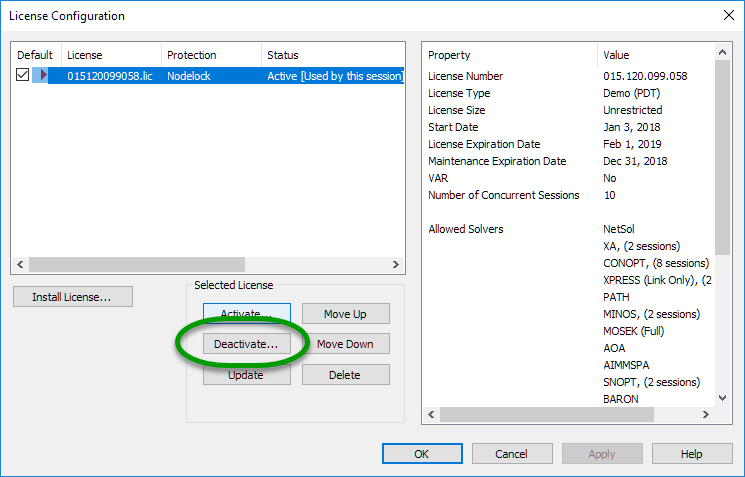 License Configuration
Default License Protection Status
015120099058.lic Nodelock Active [Used by this session]
Property Value
License Number 015.120.099.058
License Type Demo (PDT)
License Size Unrestricted
Start Date Jan 3, 2018
License Expiration Date Feb 1, 2019
Maintenance Expiration Date Dec 31, 2018
VAR No
Number of Concurrent Sessions 10
Allowed Solvers NetSol
XA, (2 sessions)
CONOPT, (8 sessions)
XPRESS (Link Only), (2
PATH
MINOS, (2 sessions)
MOSEK (Full)
AOA
AIMMSPA
SNOPT, (2 sessions)
BARON
Install License...
Selected License
Activate... Move Up
Deactivate... Move Down
Update Delete
OK Cancel Apply Help